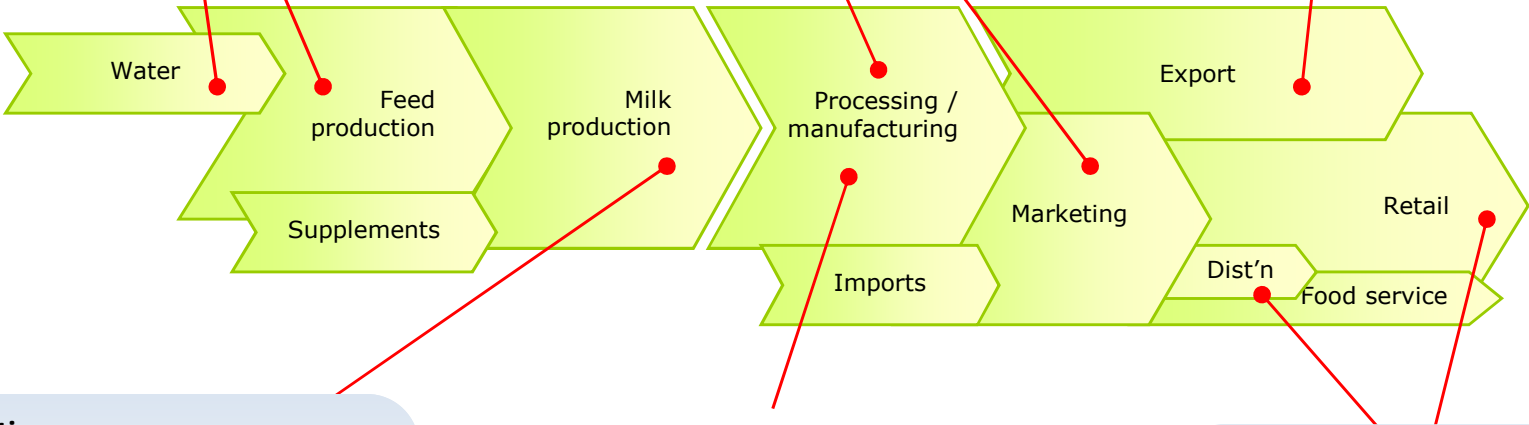 Water
Feed
production
Supplements
Milk
production
Processing /
manufacturing
Imports
Marketing
Export
Retail
Dist’n
Food service